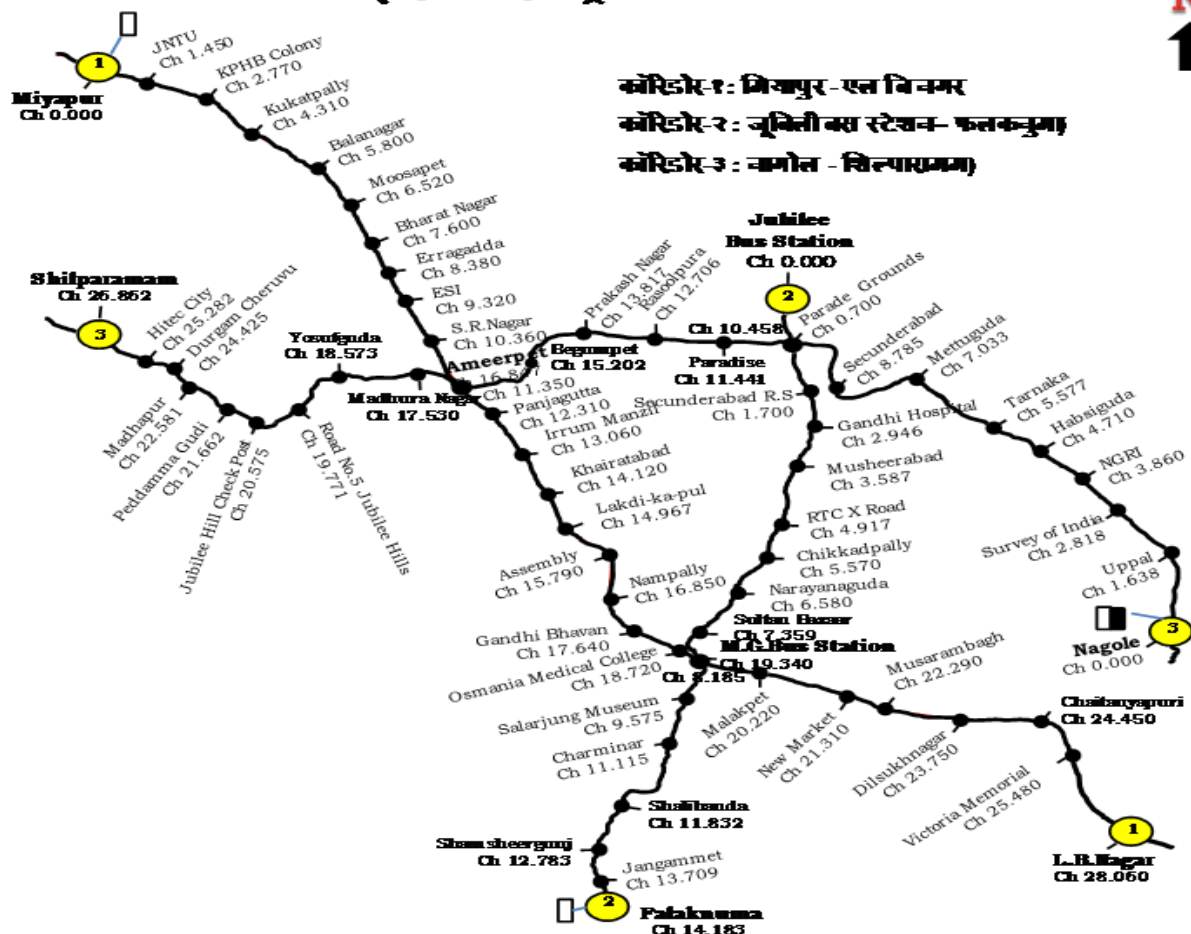 1
JNTU
Ch 1.450
Miyapur
Ch 0.000
KPHB Colony
Ch 2.770
Kukatpally
Ch 4.310
Balanagar
Ch 5.800
Moosapet
Ch 6.520
Bharat Nagar
Ch 7.600
Erragadda
Ch 8.380
ESI
Ch 9.320
S.R.Nagar
Ch 10.360
कॉरिडोर-१ : मियापुर - एल बि नगर
कॉरिडोर-२ : जूबिली बस स्टेशन– फलकनुमा)
कॉरिडोर-३ : नागोल - शिल्पारामम)
Shilparamam
Ch 26.862
3
Hitec City
Ch 25.282
Durgam Cheruvu
Ch 24.425
Madhapur
Ch 22.581
Peddamma Gudi
Ch 21.662
Jubilee Hill Check Post
Ch 20.575
Road No.5 Jubilee Hills
Ch 19.771
Yosufguda
Ch 18.573
Madhura Nagar
Ch 17.530
Ameerpet
Ch 11.350
Begumpet
Ch 15.202
Prakash Nagar
Ch 13.817
Rasoolpura
Ch 12.706
Ch 10.458
Paradise
Ch 11.441
Jubilee
Bus Station
Ch 0.000
2
Parade Grounds
Ch 0.700
Secunderabad
Ch 8.785
Mettuguda
Ch 7.033
Tarnaka
Ch 5.577
Habsiguda
Ch 4.710
NGRI
Ch 3.860
Survey of India
Ch 2.818
Uppal
Ch 1.638
3
Nagole
Ch 0.000
Secunderabad R.S
Ch 1.700
Gandhi Hospital
Ch 2.946
Musheerabad
Ch 3.587
RTC X Road
Ch 4.917
Chikkadpally
Ch 5.570
Narayanaguda
Ch 6.580
Sultan Bazaar
Ch 7.359
M.G.Bus Station
Ch 19.340
Ch 8.185
Panjagutta
Ch 12.310
Irrum Manzil
Ch 13.060
Khairatabad
Ch 14.120
Lakdi-ka-pul
Ch 14.967
Assembly
Ch 15.790
Nampally
Ch 16.850
Gandhi Bhavan
Ch 17.640
Osmania Medical College
Ch 18.720
Salarjung Museum
Ch 9.575
Charminar
Ch 11.115
Shalibanda
Ch 11.832
Shamsheergunj
Ch 12.783
Jangammet
Ch 13.709
2
Falaknuma
Ch 14.183
Malakpet
Ch 20.220
New Market
Ch 21.310
Musarambagh
Ch 22.290
Dilsukhnagar
Ch 23.750
Chaitanyapuri
Ch 24.450
Victoria Memorial
Ch 25.480
1
L.B.Nagar
Ch 28.060